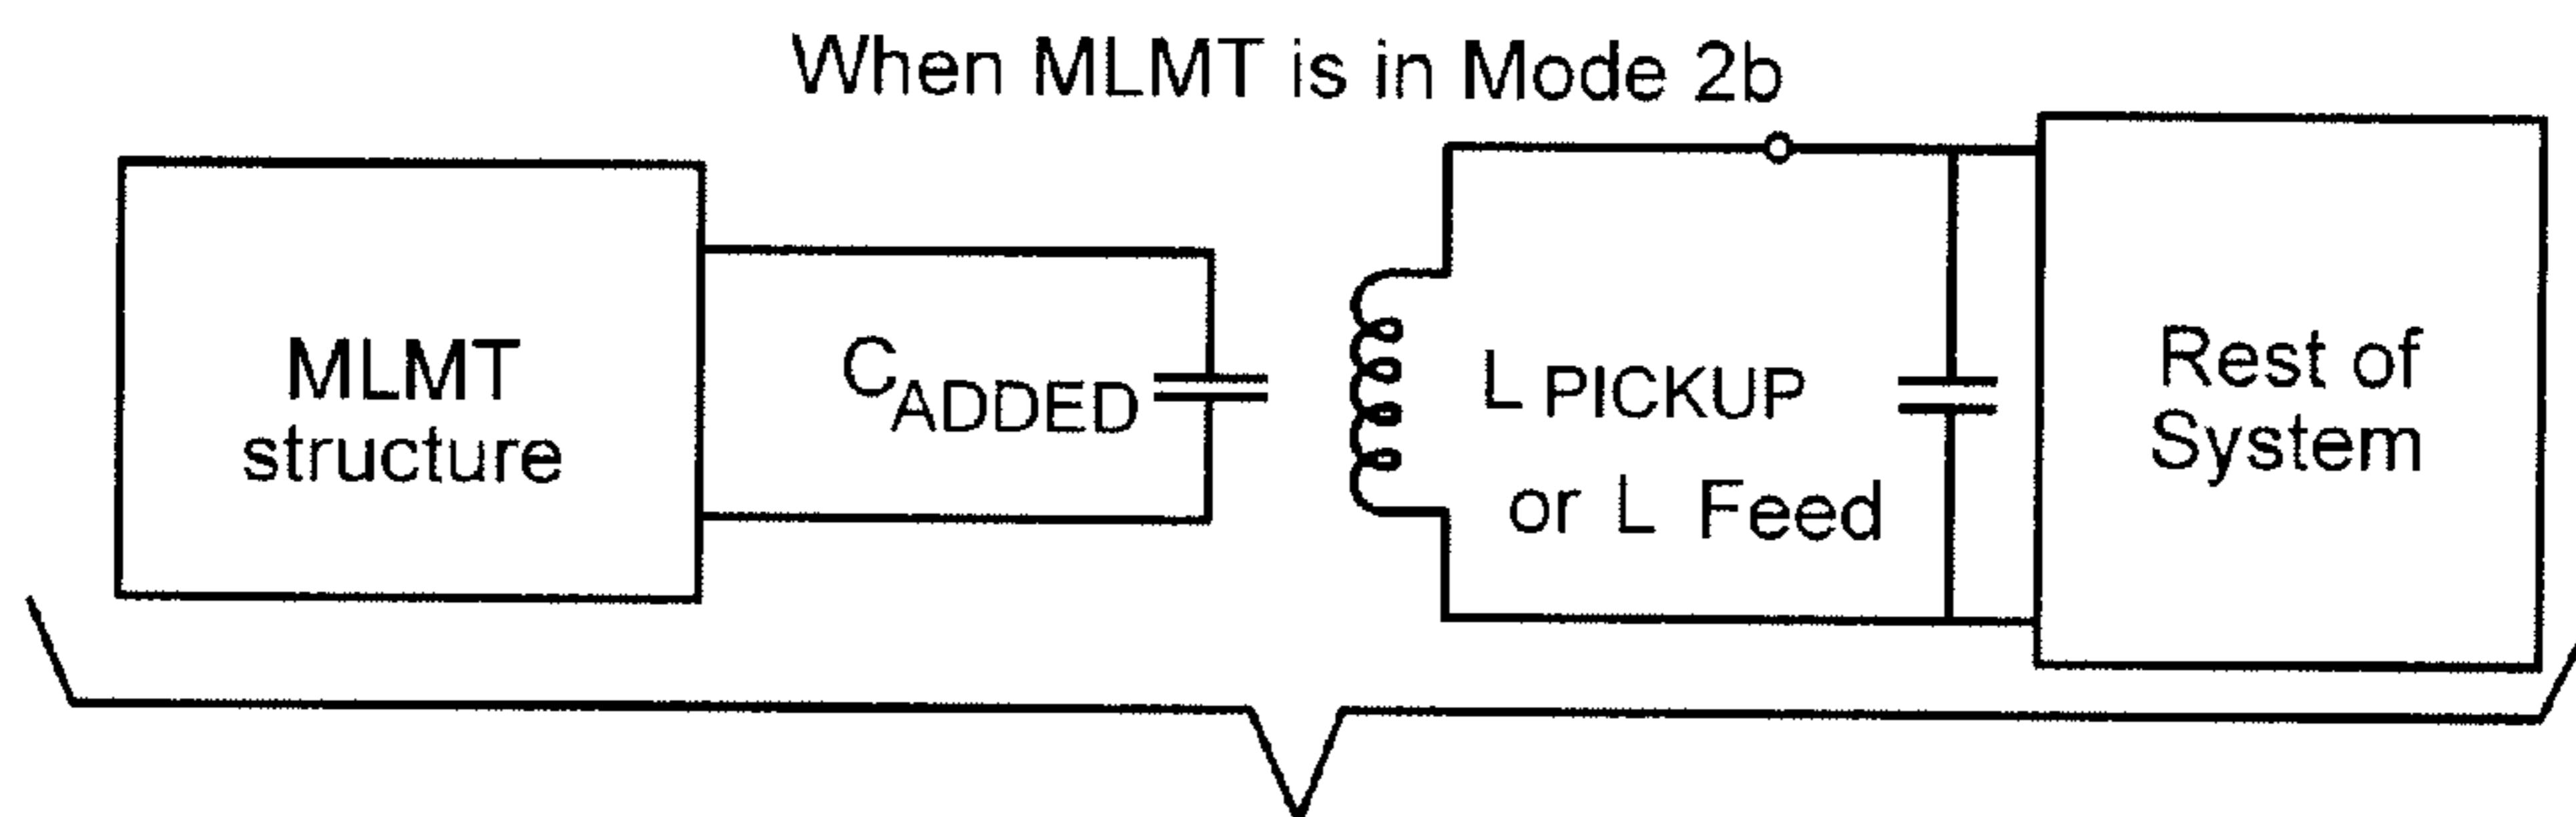 When MLMT is in Mode 2b
MLMT
structure
CADDED
L PICKUP
or L Feed
Rest of
System